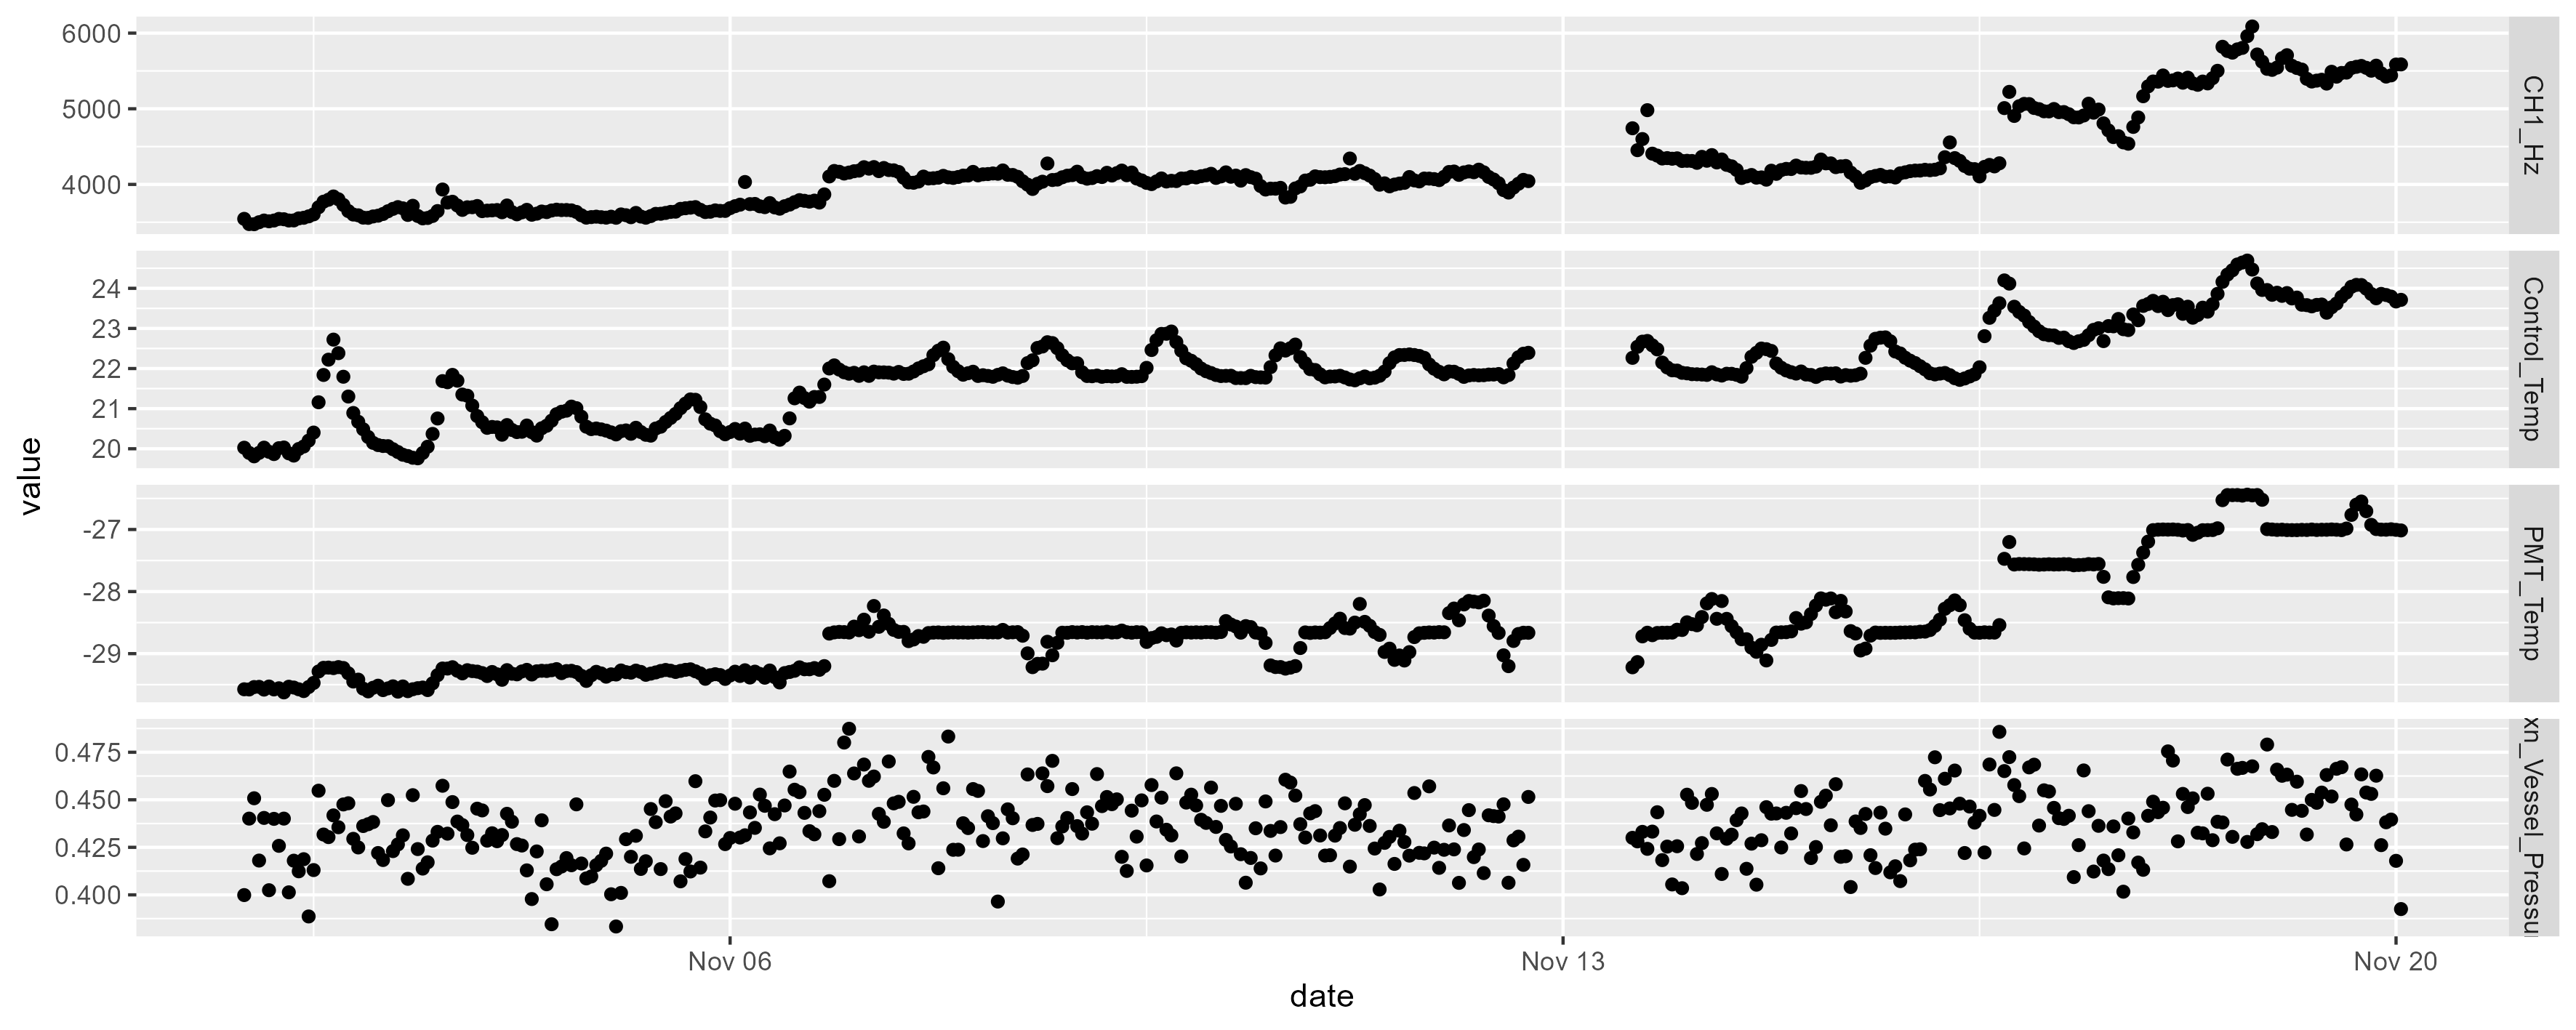 value
6000
5000
4000
CH1_Hz
24
23
22
21
20
Control_Temp
-27
-28
-29
PMT_Temp
0.475
0.450
0.425
0.400
xn_Vessel_Pressu
Nov 06
Nov 13
Nov 20
date